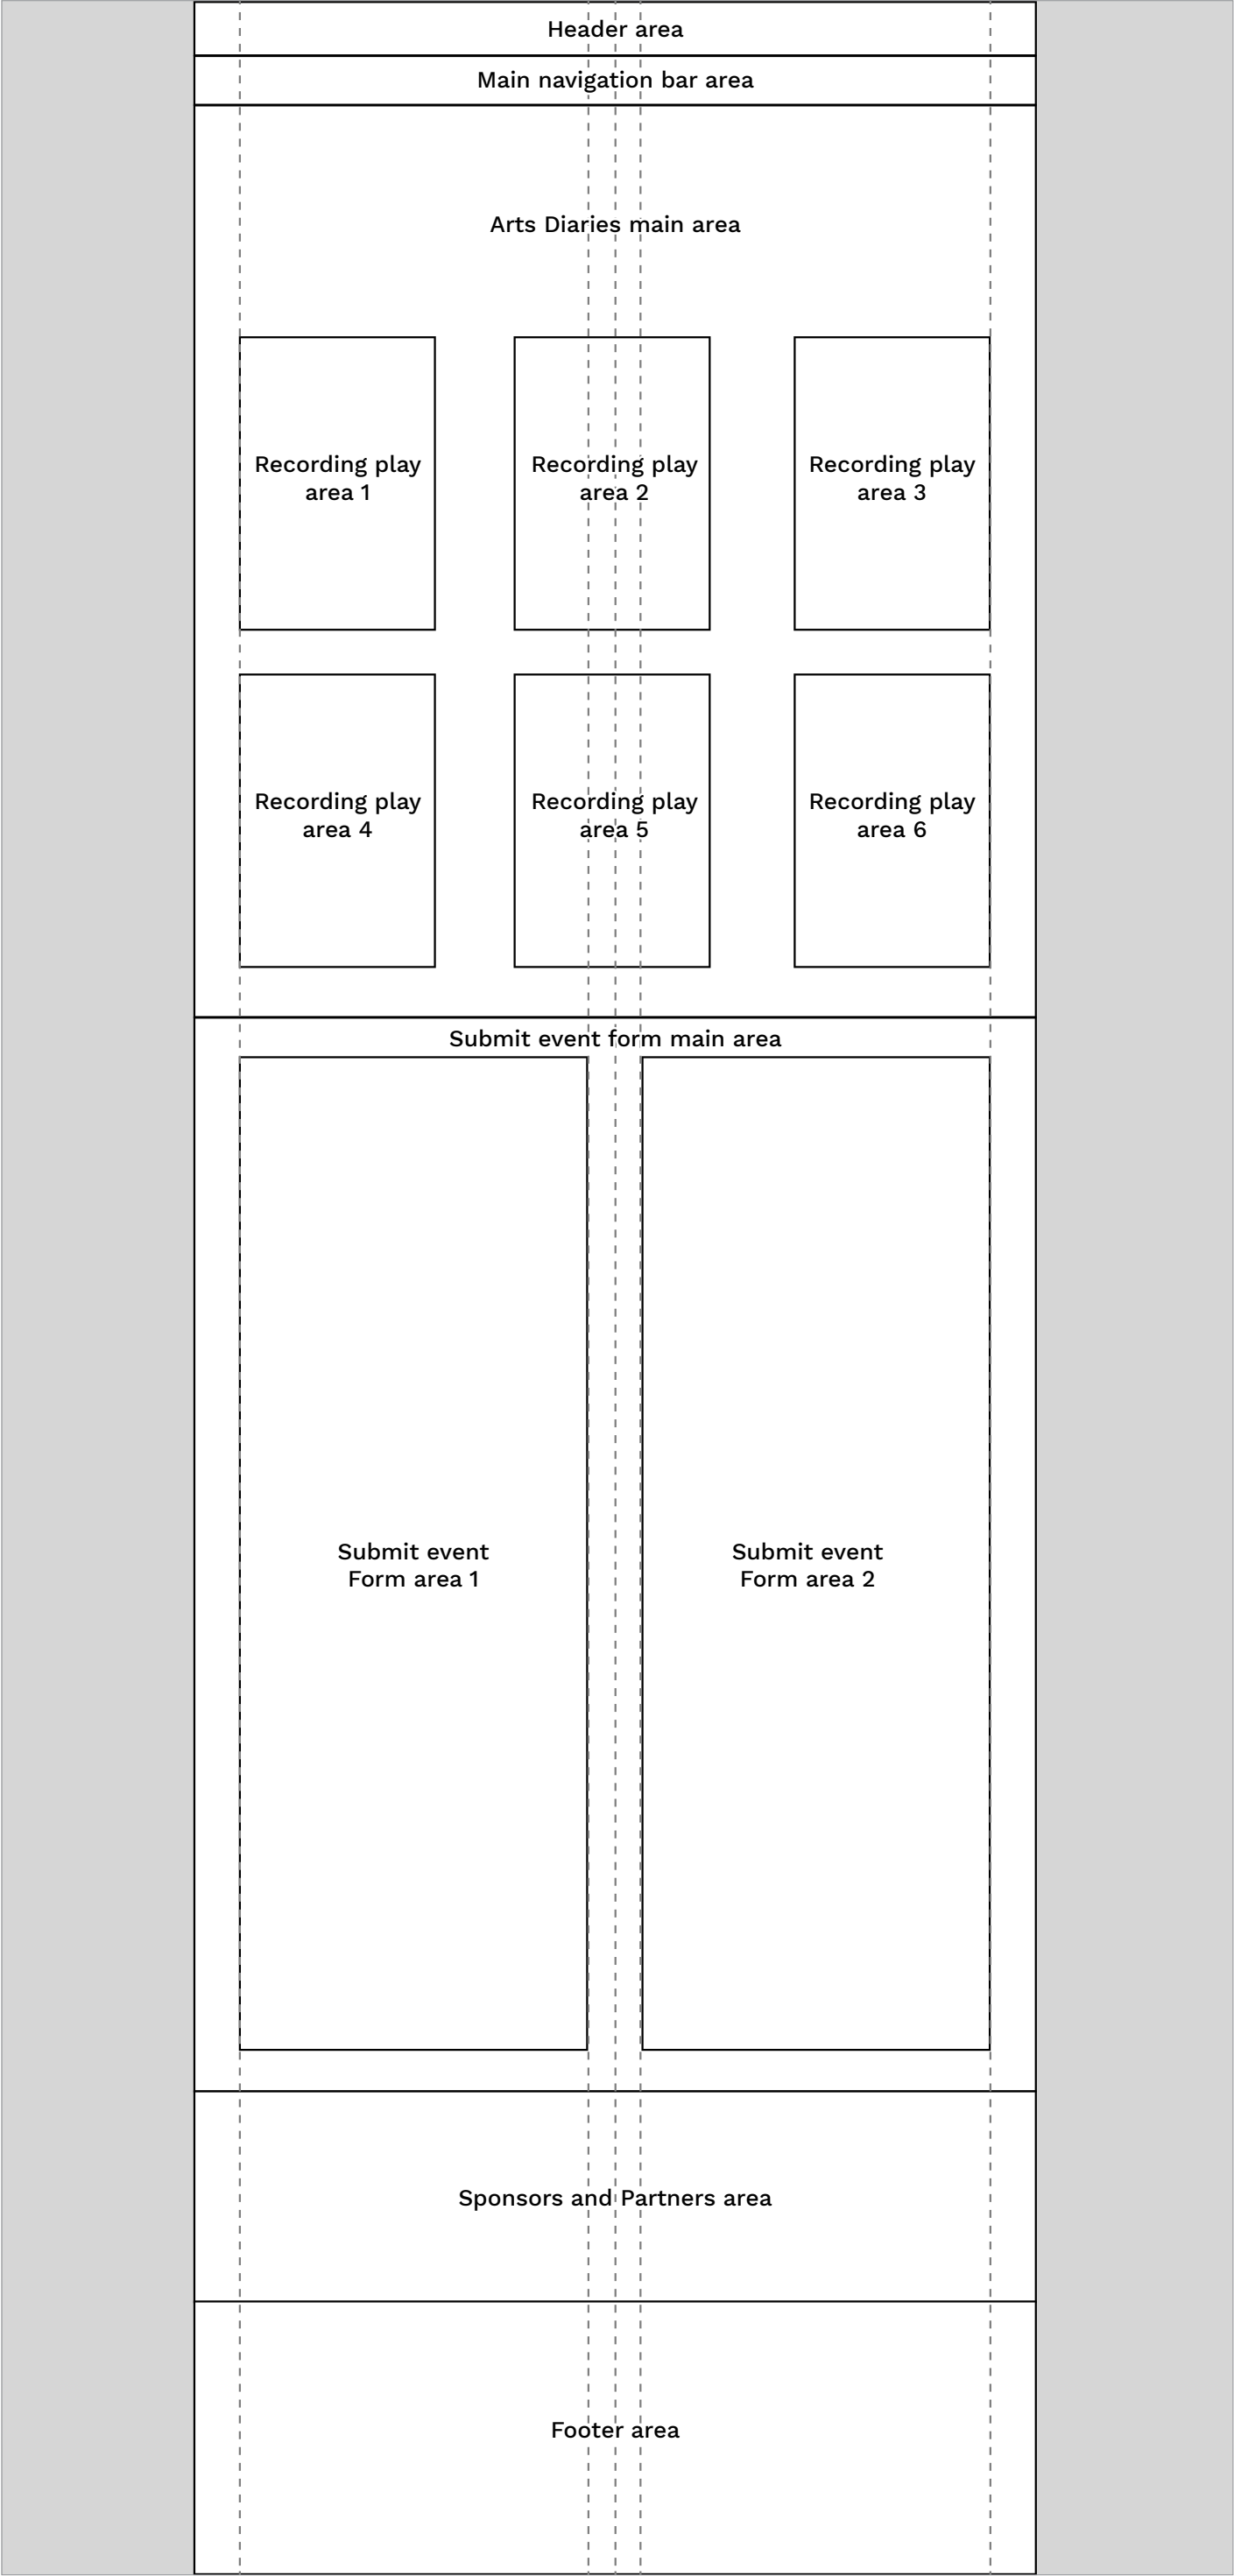 Header area
Main navigation bar area
Arts Diaries main area
Recording play
area 1
Recording play
area 2
Recording play
area 3
Recording play
area 4
Recording play
area 5
Recording play
area 6
Submit event form main area
Submit event
Form area 1
Submit event
Form area 2
Sponsors and Partners area
Footer area